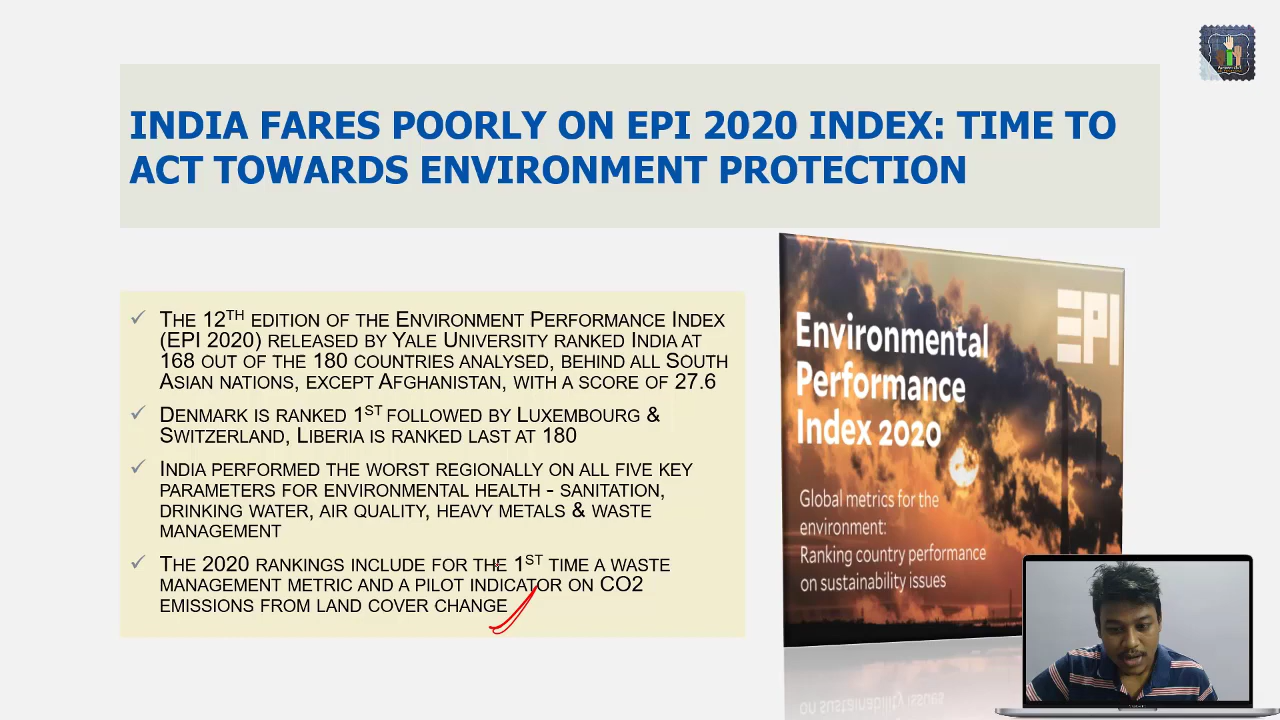 INDIA FARES POORLY ON EPI 2020 INDEX: TIME TO
ACT TOWARDS ENVIRONMENT PROTECTION
THE 12TH EDITION OF THE ENVIRONMENT PERFORMANCE INDEX
(EPI 2020) RELEASED BY YALE UNIVERSITY RANKED INDIA AT
168 OUT OF THE 180 COUNTRIES ANALYSED, BEHIND ALL SOUTH
ASIAN NATIONS, EXCEPT AFGHANISTAN, WITH A SCORE OF 27.6
DENMARK IS RANKED 1ST FOLLOWED BY LUXEMBOURG &
SWITZERLAND, LIBERIA IS RANKED LAST AT 180
INDIA PERFORMED THE WORST REGIONALLY ON ALL FIVE KEY
PARAMETERS FOR ENVIRONMENTAL HEALTH - SANITATION,
DRINKING WATER, AIR QUALITY, HEAVY METALS & WASTE
MANAGEMENT
THE 2020 RANKINGS INCLUDE FOR THE 1ST TIME A WASTE
MANAGEMENT METRIC AND A PILOT INDICATOR ON CO2
EMISSIONS FROM LAND COVER CHANGE
EPI
Environmental
Performance
Index 2020
Global metrics for the
environment:
Ranking country performance
on sustainability issues